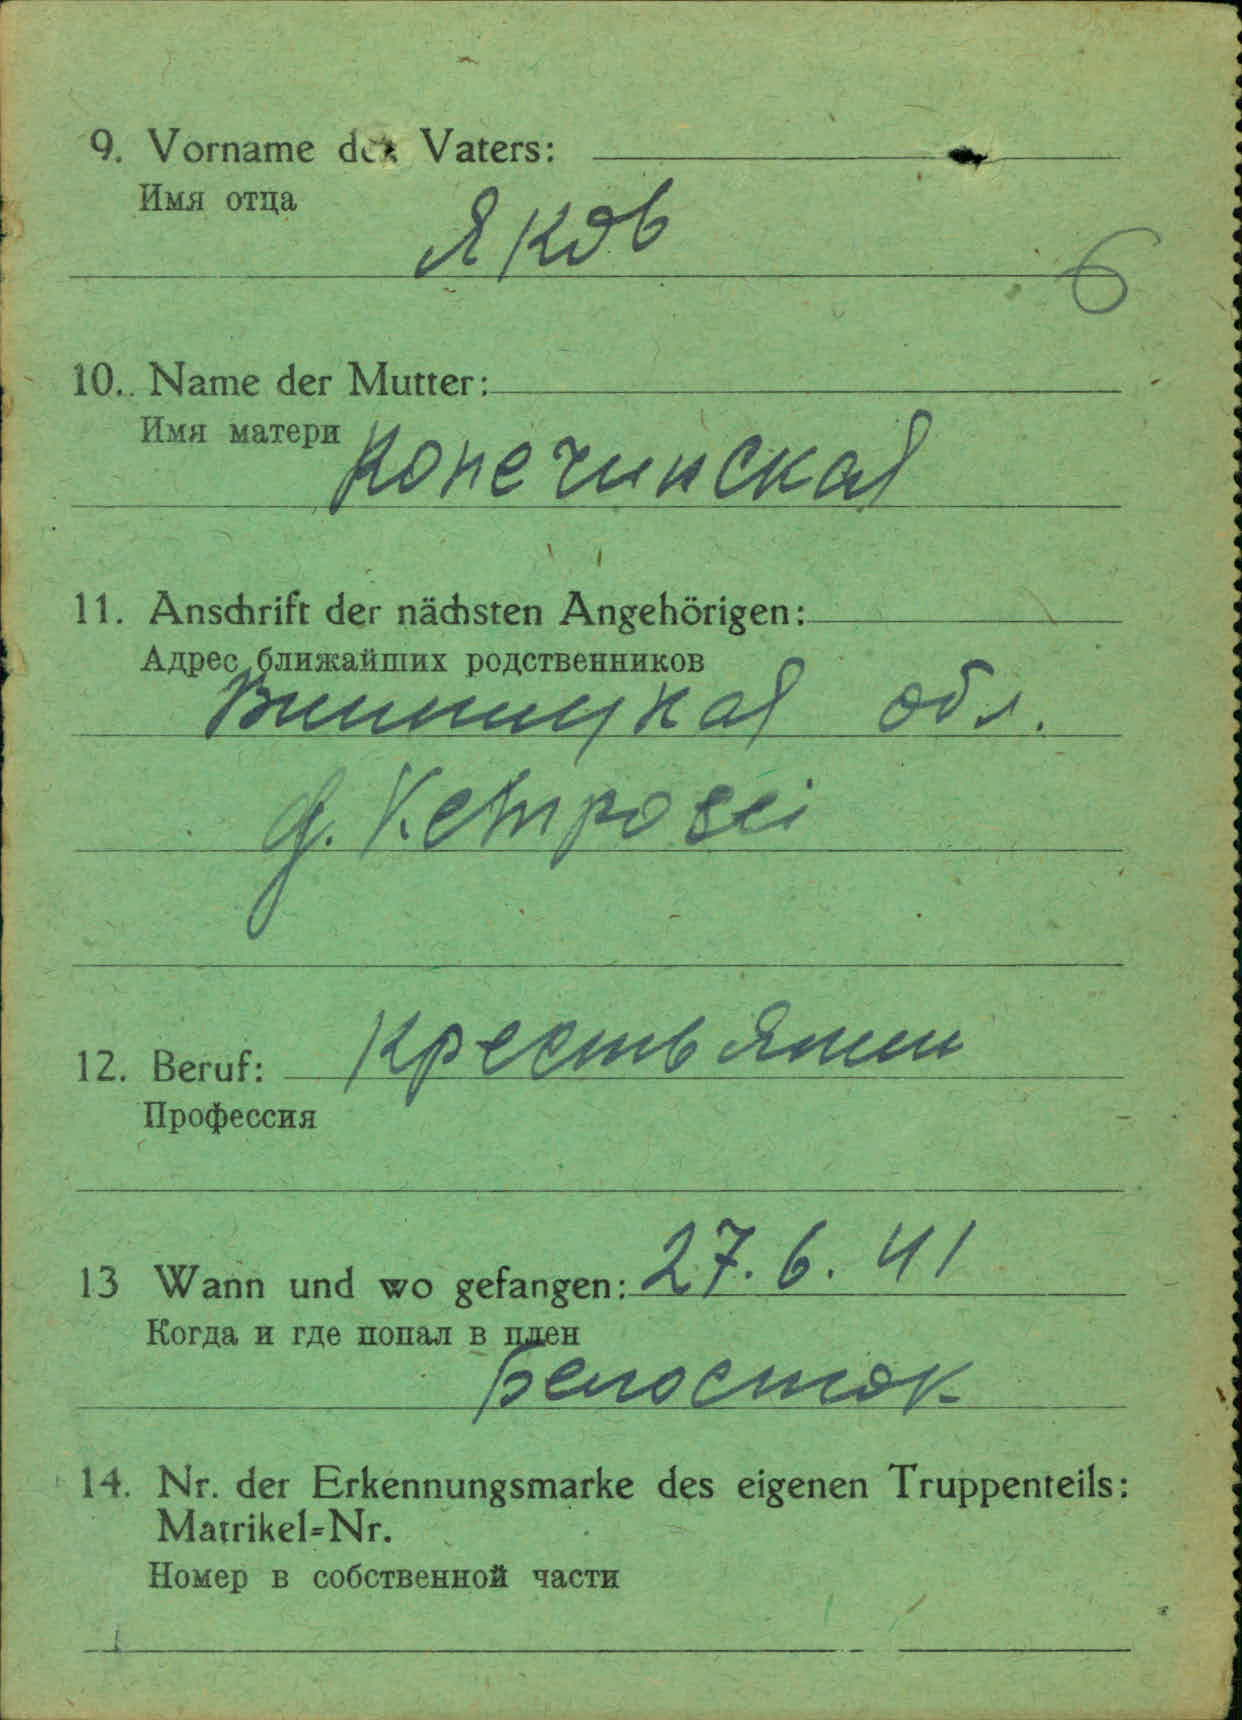 9. Vorname des Vaters:
Имя отца
Яков
6
10. Name der Mutter:
Имя матери
Конечинская
11. Anschrift der nächsten Angehörigen:
Адрес ближайших родственников
Винницкая обл.
д.
12. Beruf: Крестьянин
Профессия
13 Wann und wo gefangen: 27.6.41
Когда и где попал в плен
Белосток
14. Nr. der Erkennungsmarke des eigenen Truppenteils:
Matrikel=Nr.
Номер в собственной части